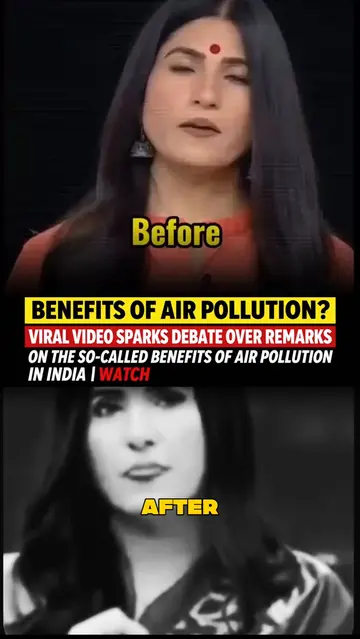 Before
BENEFITS OF AIR POLLUTION?
VIRAL VIDEO SPARKS DEBATE OVER REMARKS
ON THE SO-CALLED BENEFITS OF AIR POLLUTION
IN INDIA | WATCH
AFTER